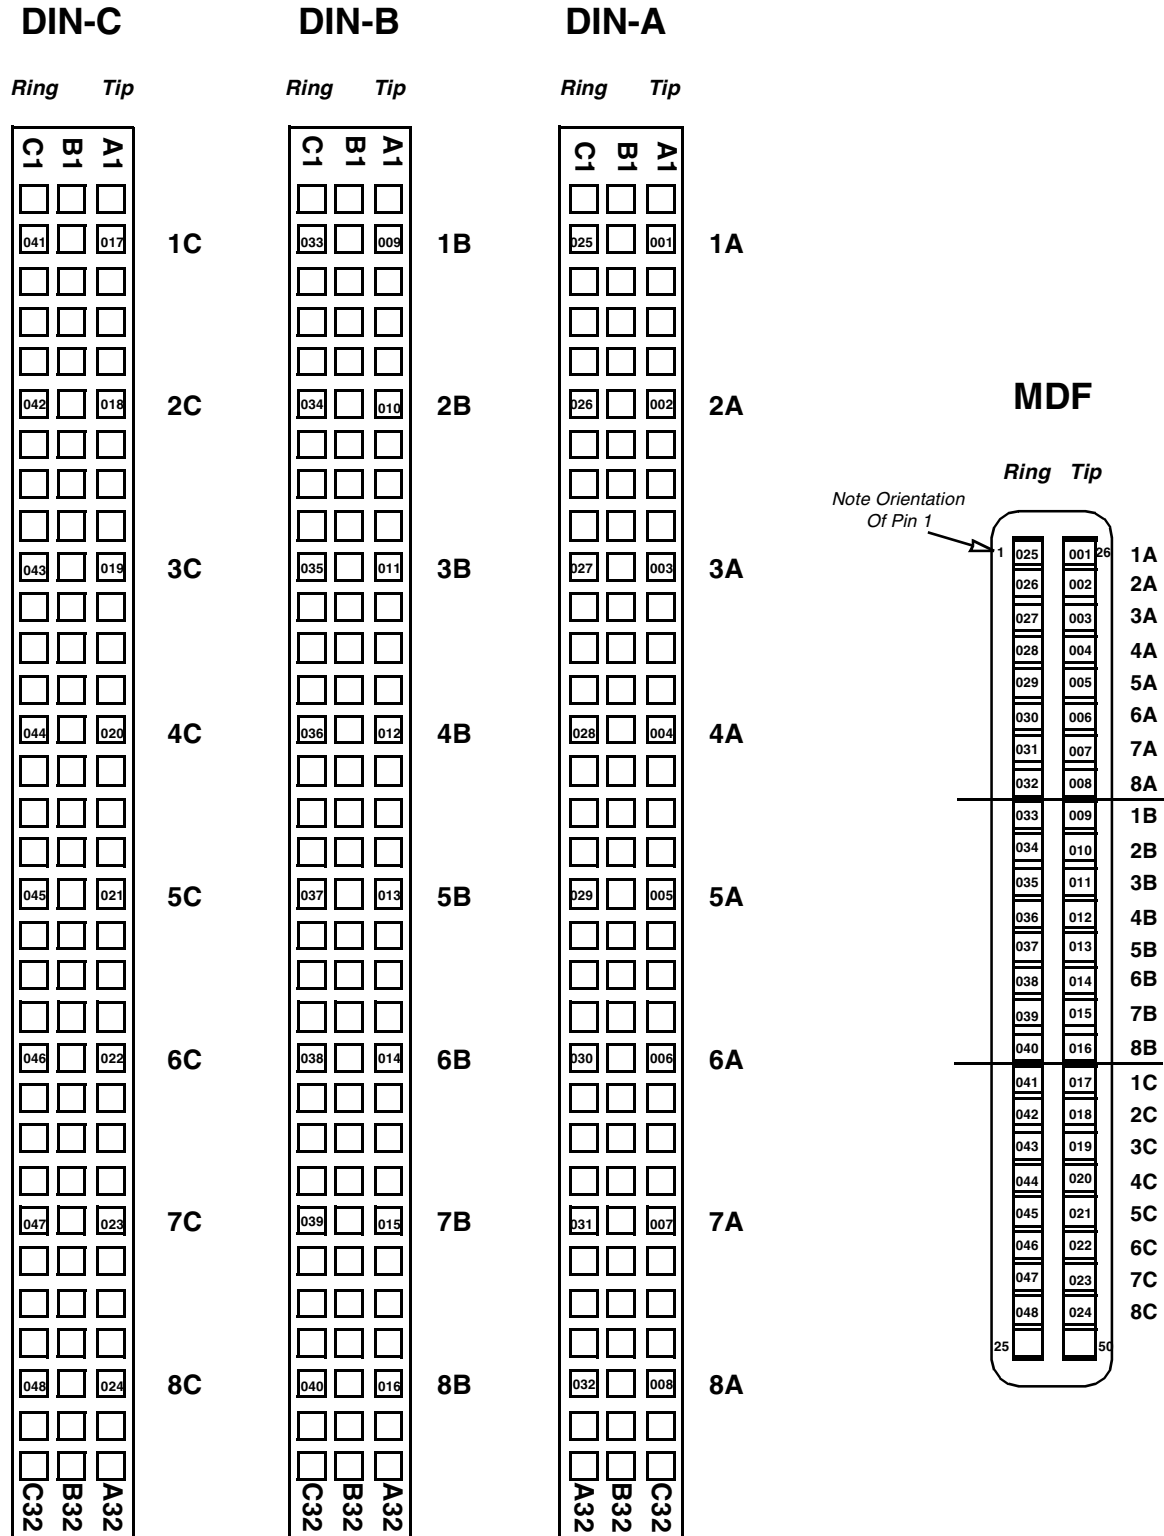 DIN-C DIN-B DIN-A
Ring Tip Ring Tip Ring Tip
C1 B1 A1 C1 B1 A1 C1 B1 A1
041 017 1C 033 009 1B 025 001 1A
042 018 2C 034 010 2B 026 002 2A
043 019 3C 035 011 3B 027 003 3A
044 020 4C 036 012 4B 028 004 4A
045 021 5C 037 013 5B 029 005 5A
046 022 6C 038 014 6B 030 006 6A
047 023 7C 039 015 7B 031 007 7A
048 024 8C 040 016 8B 032 008 8A
C32 B32 A32 C32 B32 A32 A32 B32 C32
MDF
Ring Tip
Note Orientation
Of Pin 1
1 025 001 26 1A
026 002 2A
027 003 3A
028 004 4A
029 005 5A
030 006 6A
031 007 7A
032 008 8A
033 009 1B
034 010 2B
035 011 3B
036 012 4B
037 013 5B
038 014 6B
039 015 7B
040 016 8B
041 017 1C
042 018 2C
043 019 3C
044 020 4C
045 021 5C
046 022 6C
047 023 7C
048 024 8C
25 50